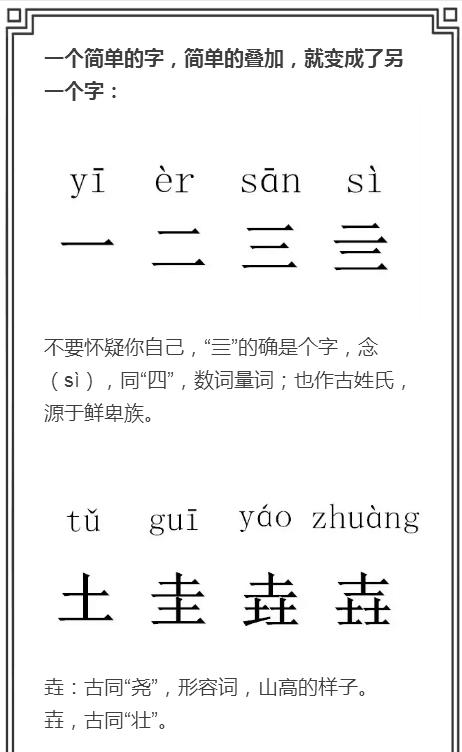 一个简单的字，简单的叠加，就变成了另
一个字：
yī èr sān sì
一 二 三 亖
不要怀疑你自己，“亖”的确是个字，念
（sì），同“四”，数词量词；也作古姓氏，
源于鲜卑族。
tǔ guī yáo zhuàng
土 圭 垚 壵
垚：古同“尧”，形容词，山高的样子。
壵，古同“壮”。